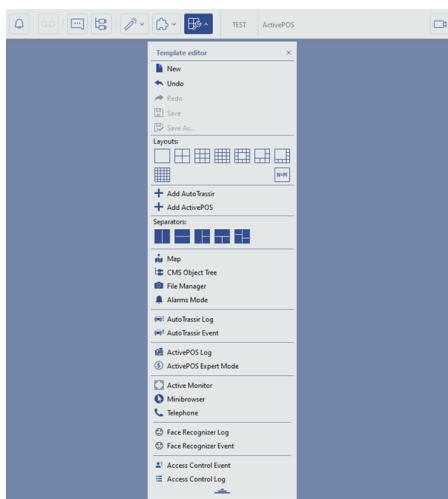 TEST
ActivePOS
Template editor
New
Undo
Redo
Save
Save As...
Layouts:
N×M
Add AutoTrassir
Add ActivePOS
Separators:
Map
CMS Object Tree
File Manager
Alarms Mode
AutoTrassir Log
AutoTrassir Event
ActivePOS Log
ActivePOS Expert Mode
Active Monitor
Minibrowser
Telephone
Face Recognizer Log
Face Recognizer Event
Access Control Event
Access Control Log